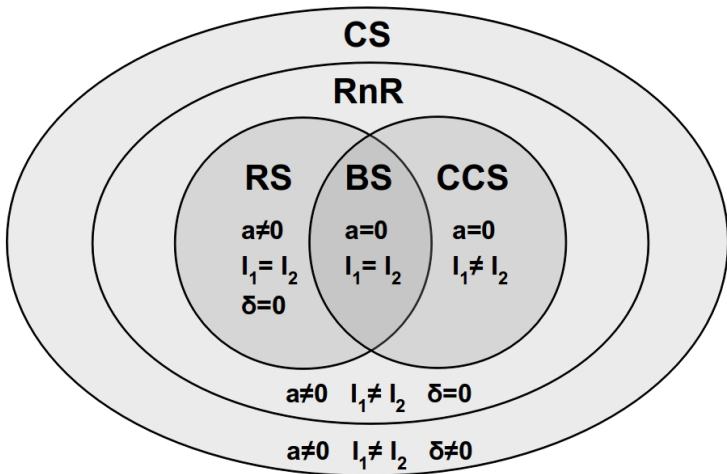 CS
RnR
RS BS CCS
a≠0 a=0 a=0
I₁= I₂ I₁= I₂ I₁≠ I₂
δ=0
a≠0 I₁≠ I₂ δ=0
a≠0 I₁≠ I₂ δ≠0